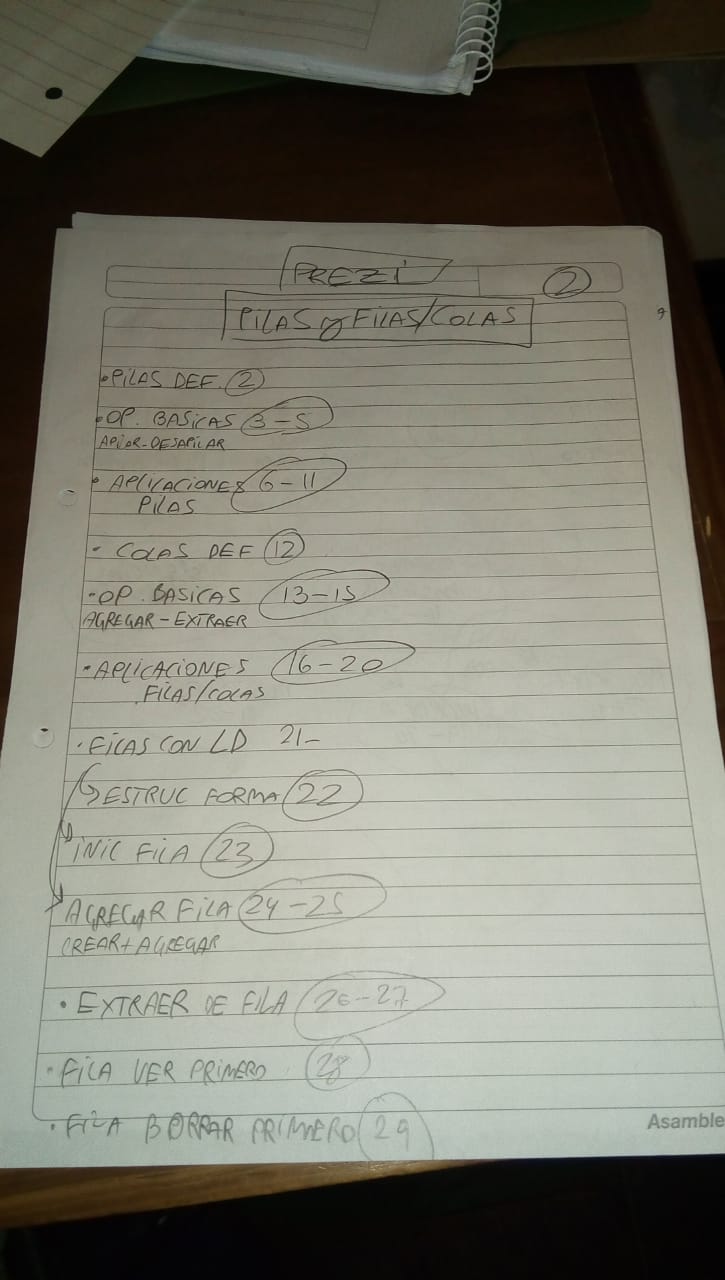 PREZI
2
PILAS y FILAS/COLAS
• PILAS DEF. 2
• OP. BASICAS 3-5
APILAR-DESAPILAR
• APLICACIONES 6-11
PILAS
- COLAS DEF 12
• OP. BASICAS 13-15
AGREGAR-EXTRAER
• APLICACIONES 16-20
FILAS/COLAS
• FILAS CON LD 21-
ESTRUC FORMA 22
INIC FILA 23
AGREGAR FILA 24-25
CREAR+AGREGAR
• EXTRAER DE FILA 26-27
• FILA VER PRIMERO 28
• FILA BORRAR PRIMERO 29
Asamble